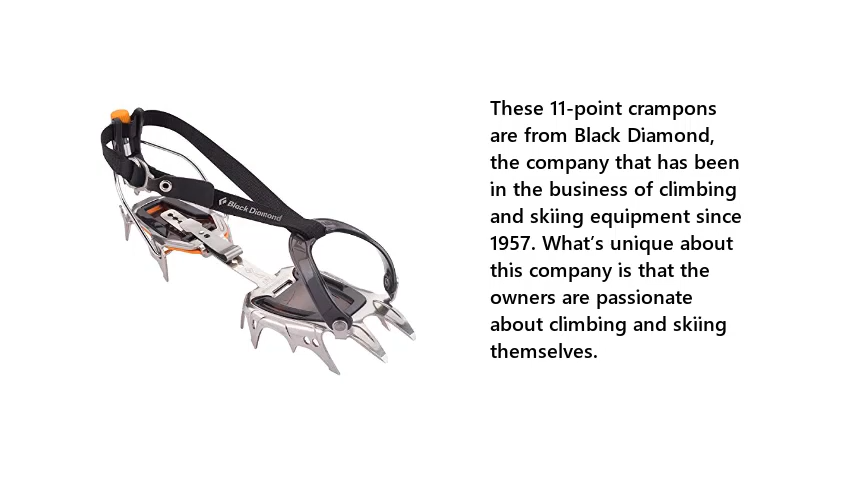 Black Diamond
These 11-point crampons
are from Black Diamond,
the company that has been
in the business of climbing
and skiing equipment since
1957. What's unique about
this company is that the
owners are passionate
about climbing and skiing
themselves.